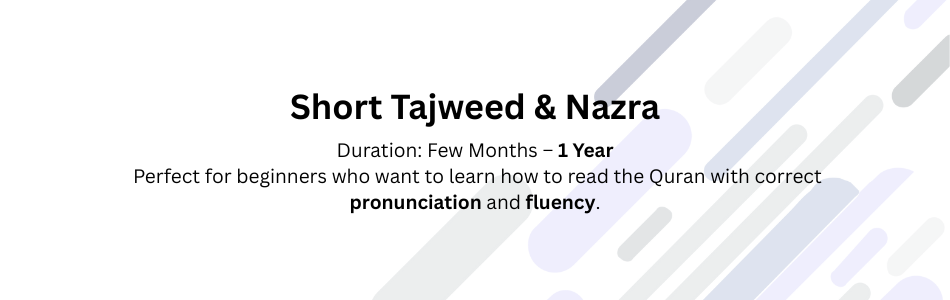 Short Tajweed & Nazra
Duration: Few Months – 1 Year
Perfect for beginners who want to learn how to read the Quran with correct
pronunciation and fluency.